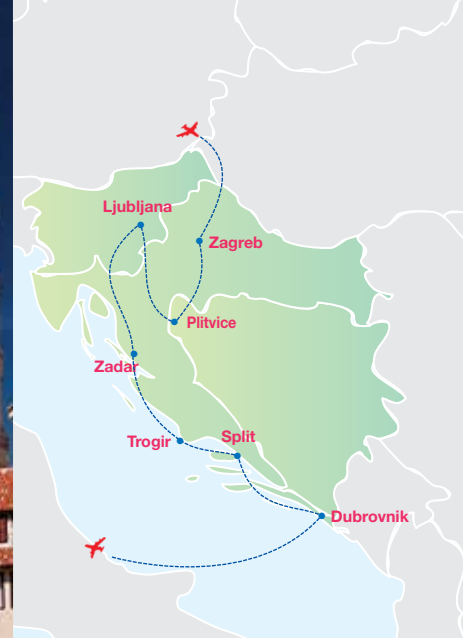 Ljubljana
Zagreb
Plitvice
Zadar
Trogir
Split
Dubrovnik